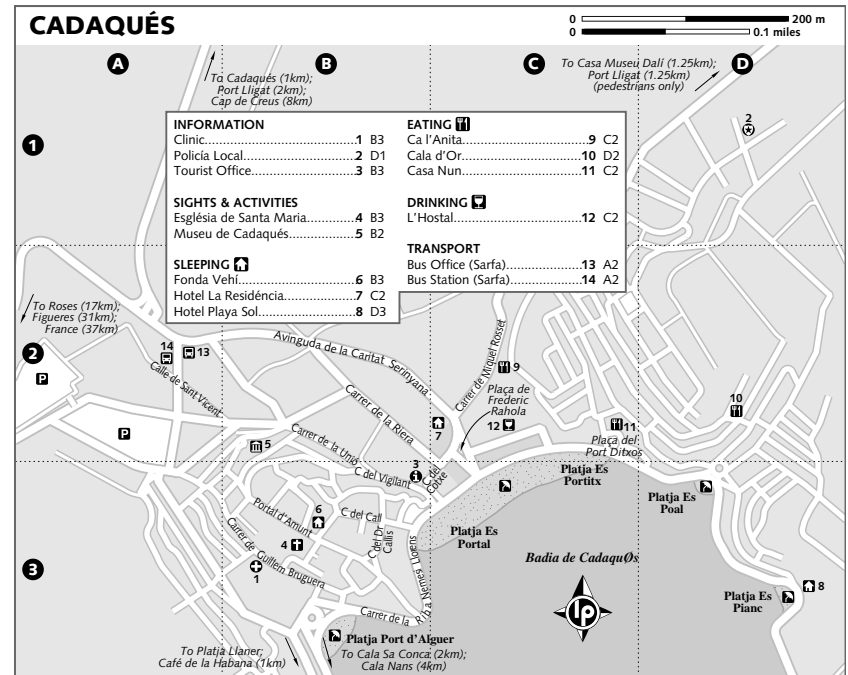 CADAQUÉS
0 200 m
0 0.1 miles
A B C D
To Cadaqués (1km);
Port Lligat (2km);
Cap de Creus (8km)
To Casa Museu Dalí (1.25km);
Port Lligat (1.25km)
(pedestrians only)
1
2
INFORMATION
Clinic 1 B3
Policía Local 2 D1
Tourist Office 3 B3
SIGHTS & ACTIVITIES
Església de Santa Maria 4 B3
Museu de Cadaqués 5 B2
SLEEPING
Fonda Vehí 6 B3
Hotel La Residéncia 7 C2
Hotel Playa Sol 8 D3
EATING
Ca l'Anita 9 C2
Cala d'Or 10 D2
Casa Nun 11 C2
DRINKING
L'Hostal 12 C2
TRANSPORT
Bus Office (Sarfa) 13 A2
Bus Station (Sarfa) 14 A2
To Roses (17km);
Figueres (31km);
France (37km)
2
14
13
P
P
Calle de Sant Vicent
Avinguda de la Caritat Serinyana
Carrer de Miquel Rosset
9
Plaça de
Frederic
Rahola
Carrer de la Riera
7
12
10
11
Plaça del
Port Ditxos
5
Carrer de la Unió
C del Vigilant
3
C del Cotxe
Platja Es
Portitx
Platja Es
Poal
Platja Es
Portal
Portal d'Amunt
6
C del Call
C del Dr Callis
4
3
1
Carrer de Guillem Bruguera
Badia de CadaquØs
lp
8
Platja Es
Pianc
Carrer de la Riba Nemes Llorens
Platja Port d'Alguer
To Platja Llaner;
Café de la Habana (1km)
To Cala Sa Conca (2km);
Cala Nans (4km)